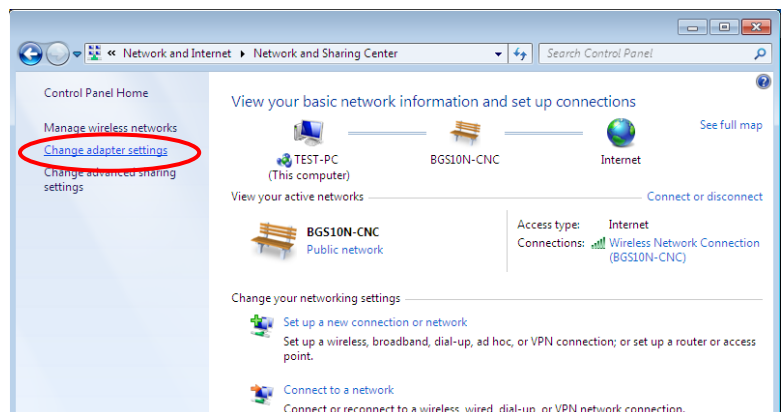 « Network and Internet ▸ Network and Sharing Center
Search Control Panel
Control Panel Home
Manage wireless networks
Change adapter settings
Change advanced sharing
settings
View your basic network information and set up connections
See full map
TEST-PC
(This computer)
BGS10N-CNC
Internet
View your active networks
Connect or disconnect
BGS10N-CNC
Public network
Access type: Internet
Connections: Wireless Network Connection
(BGS10N-CNC)
Change your networking settings
Set up a new connection or network
Set up a wireless, broadband, dial-up, ad hoc, or VPN connection; or set up a router or access
point.
Connect to a network
Connect or reconnect to a wireless, wired, dial-up, or VPN network connection.